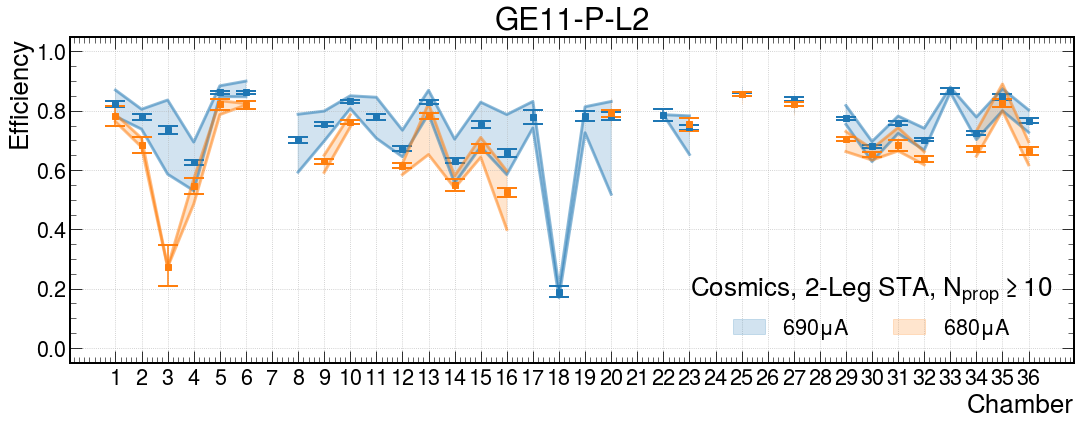 GE11-P-L2
Efficiency
1.0
0.8
0.6
0.4
0.2
0.0
Cosmics, 2-Leg STA, Nprop ≥ 10
690μA 680μA
1 2 3 4 5 6 7 8 9 10 11 12 13 14 15 16 17 18 19 20 21 22 23 24 25 26 27 28 29 30 31 32 33 34 35 36
Chamber